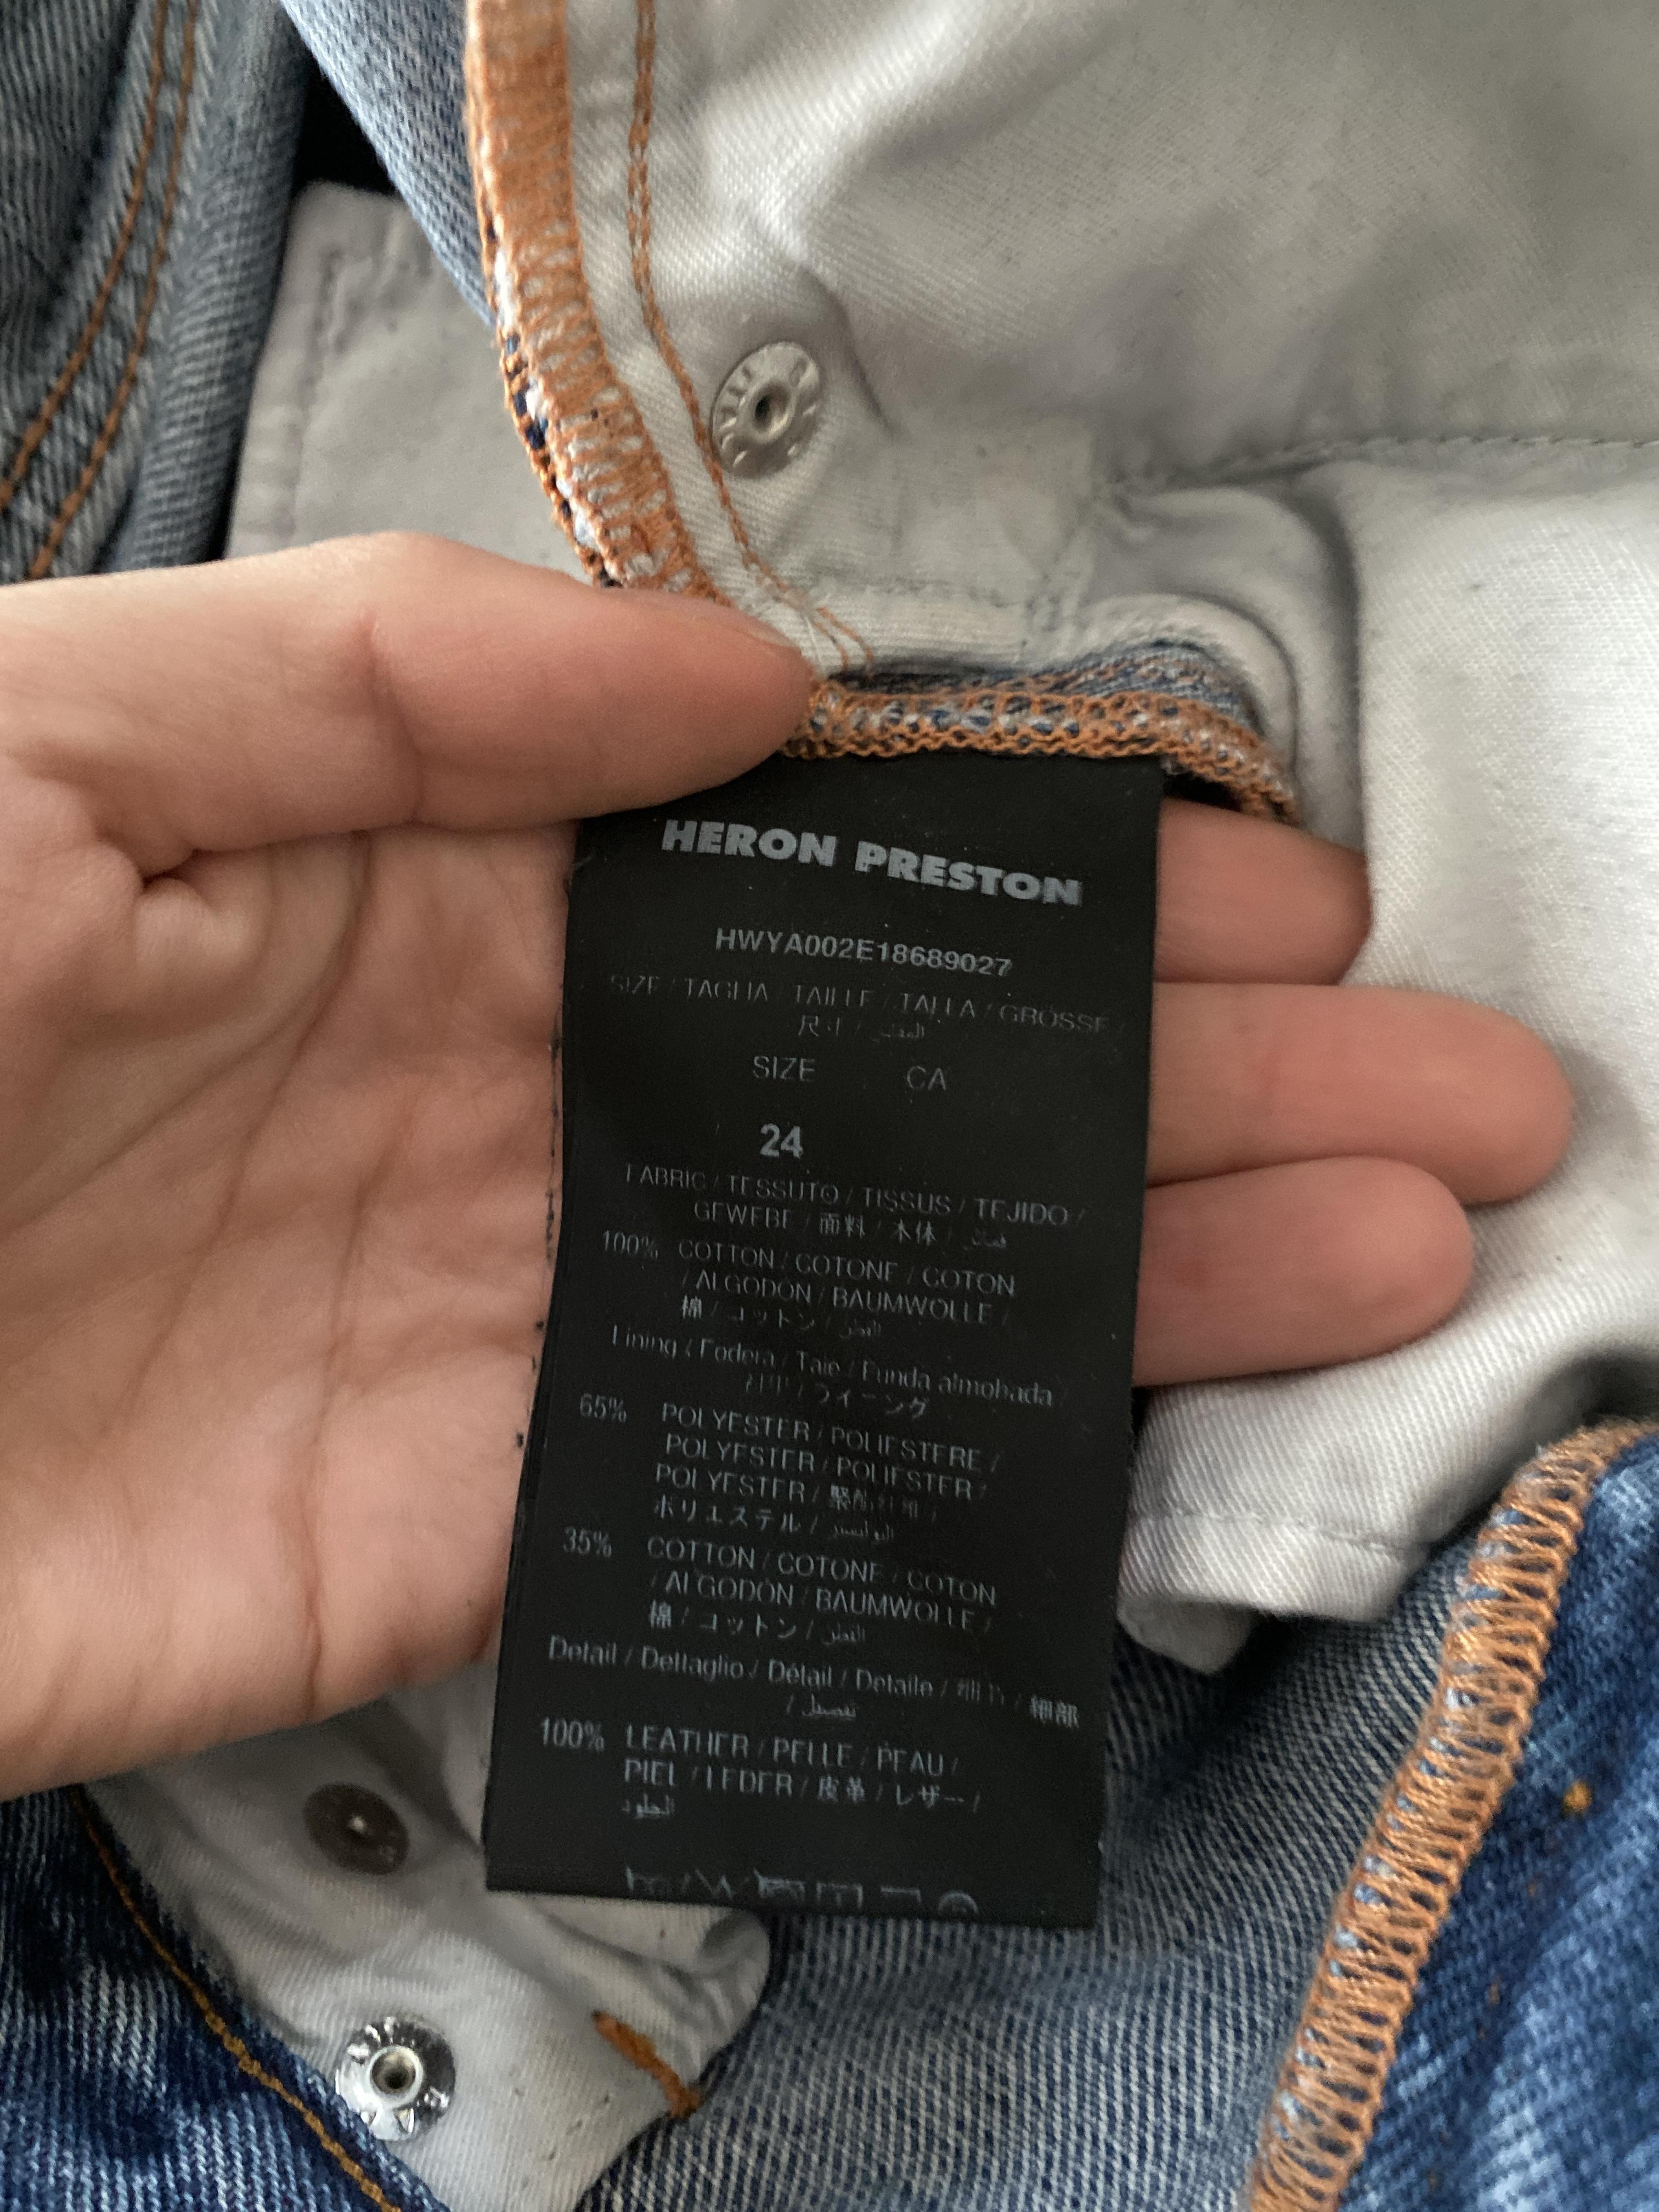 HERON PRESTON
HWYA002E18689027
SIZE / TAGLIA / TAILLE / TALLA / GRÖSSE /
尺寸 /
SIZE CA
24
FABRIC / TESSUTO / TISSUS / TEJIDO /
GEWEBE / 面料 / 本体 / قماش
100% COTTON / COTONE / COTON
/ ALGODÓN / BAUMWOLLE /
棉 / コットン / القطن
Lining / Fodera / Taie / Funda almohada
/ ライニング
65% POLYESTER / POLIESTERE /
POLYESTER / POLIESTER /
POLYESTER / 聚酯纤维 /
ポリエステル / البوليستر
35% COTTON / COTONE / COTON
/ ALGODÓN / BAUMWOLLE /
棉 / コットン / القطن
Detail / Dettaglio / Détail / Detaile / 细节 / 細部
/ تفصيل
100% LEATHER / PELLE / PEAU /
PIEL / LEDER / 皮革 / レザー /
الجلود